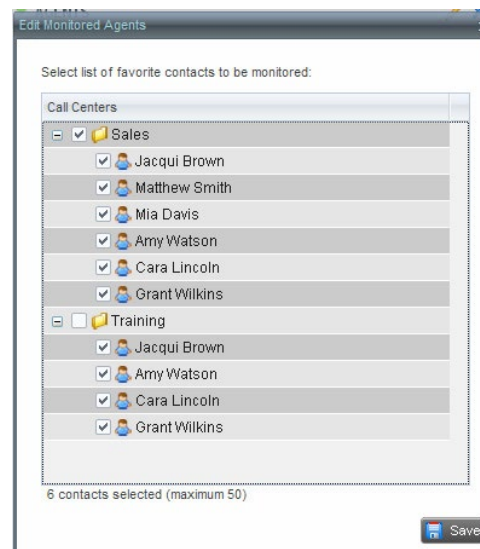 Edit Monitored Agents
Select list of favorite contacts to be monitored:
Call Centers
Sales
Jacqui Brown
Matthew Smith
Mia Davis
Amy Watson
Cara Lincoln
Grant Wilkins
Training
Jacqui Brown
Amy Watson
Cara Lincoln
Grant Wilkins
6 contacts selected (maximum 50)
Save